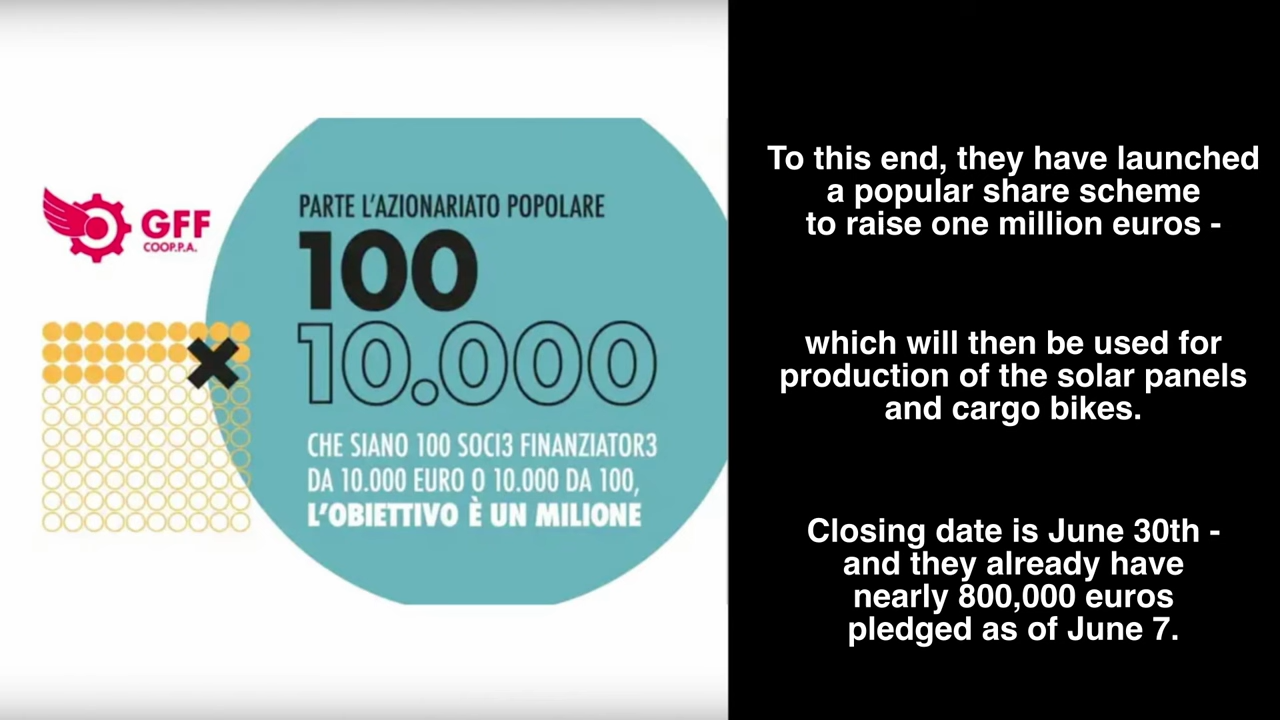 GFF
COOP.P.A.
PARTE L'AZIONARIATO POPOLARE
100
10.000
CHE SIANO 100 SOCI3 FINANZIATOR3
DA 10.000 EURO O 10.000 DA 100,
L'OBIETTIVO È UN MILIONE
To this end, they have launched
a popular share scheme
to raise one million euros -
which will then be used for
production of the solar panels
and cargo bikes.
Closing date is June 30th -
and they already have
nearly 800,000 euros
pledged as of June 7.